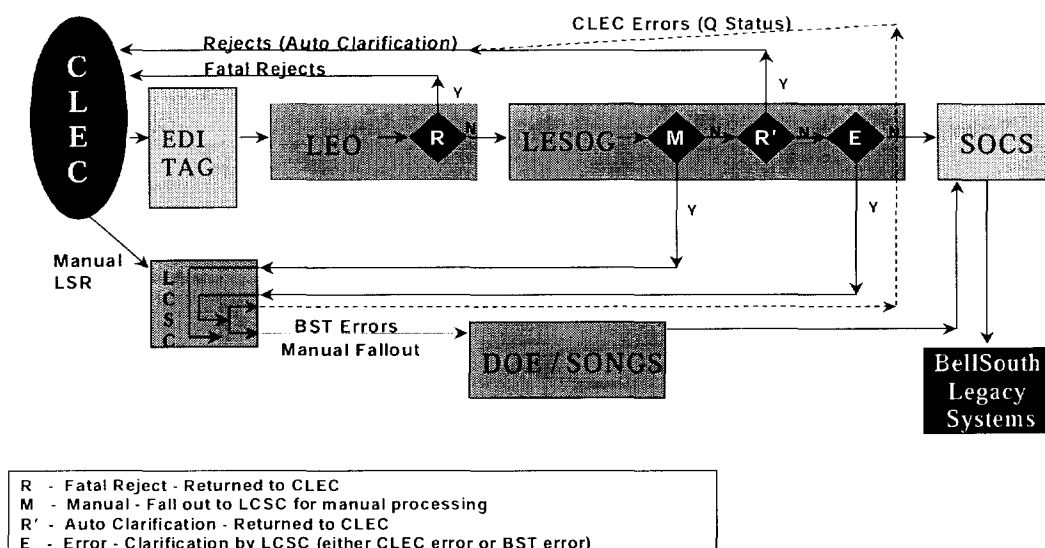 CLEC Errors (Q Status)
Rejects (Auto Clarification)
Fatal Rejects
C
L
E
C
Y
Y
EDI
TAG
LEO
R
N
LESOG
M
N
R'
N
E
N
SOCS
Y
Y
Manual
LSR
L
C
S
C
BST Errors
Manual Fallout
DOE / SONGS
BellSouth
Legacy
Systems
R - Fatal Reject - Returned to CLEC
M - Manual - Fall out to LCSC for manual processing
R' - Auto Clarification - Returned to CLEC
E - Error - Clarification by LCSC (either CLEC error or BST error)